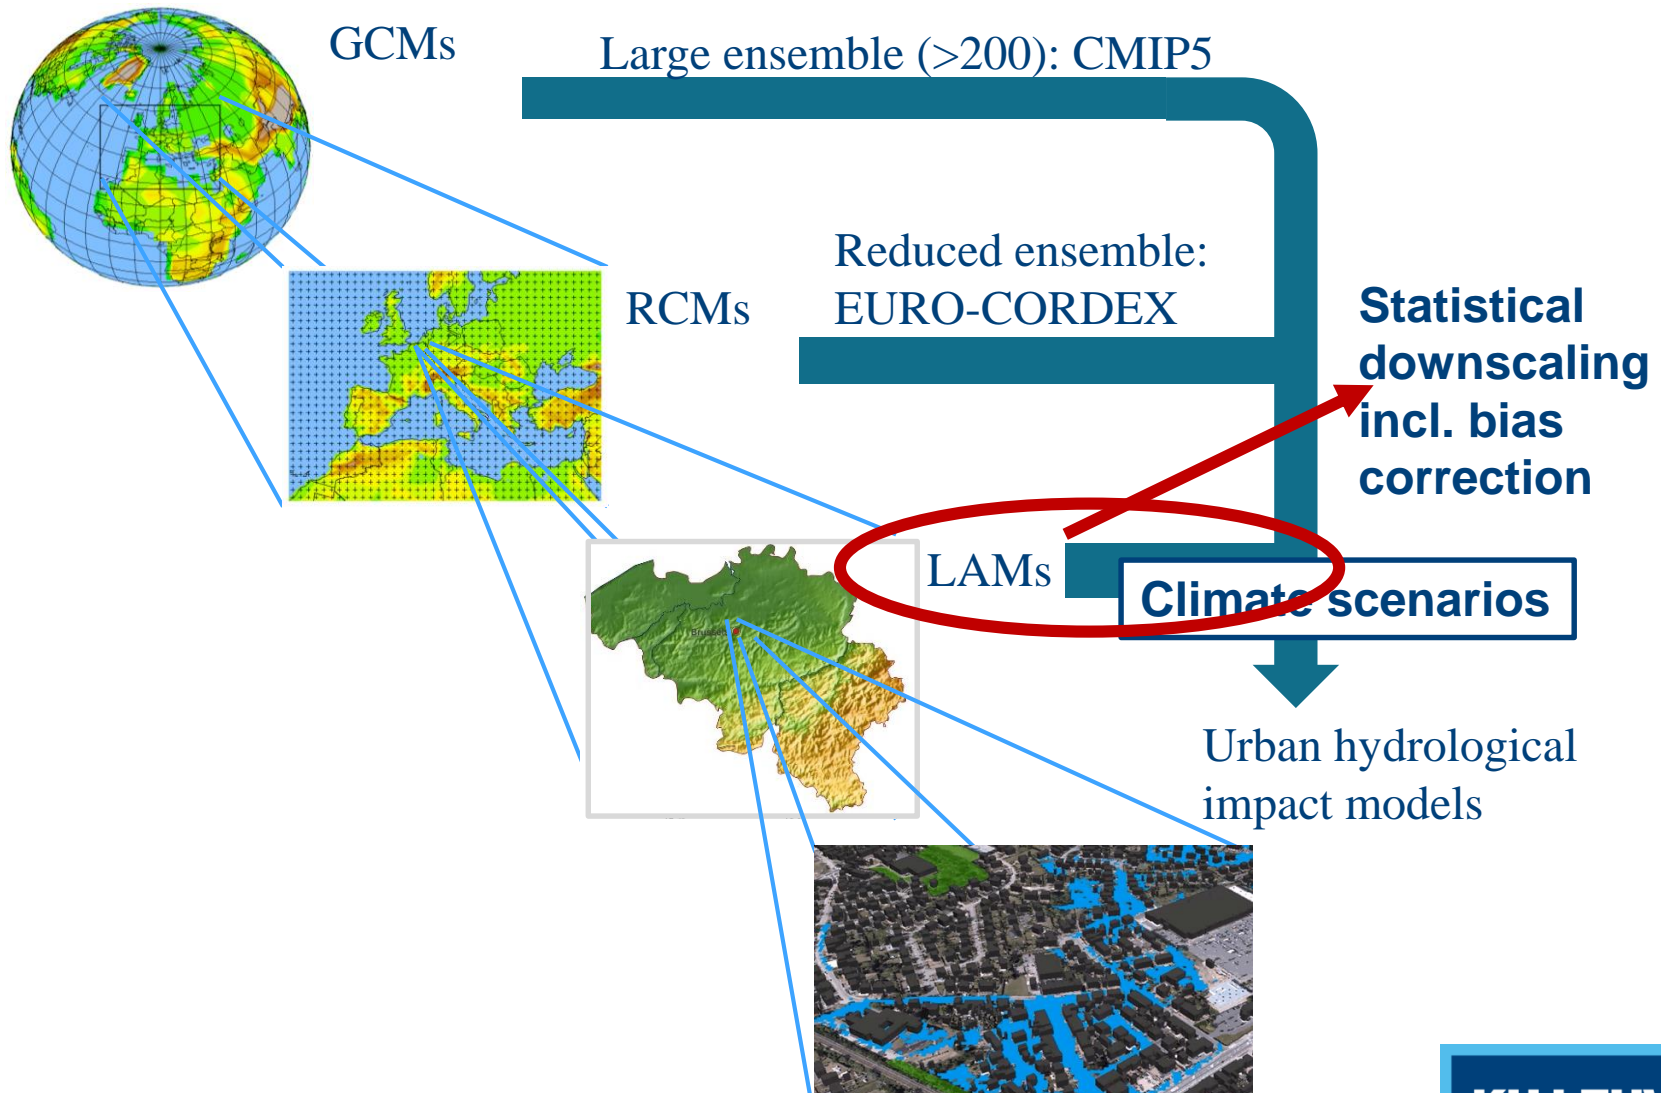 GCMs
Large ensemble (>200): CMIP5
Reduced ensemble:
RCMs
EURO-CORDEX
Statistical
downscaling
incl. bias
correction
LAMs
Climate scenarios
Urban hydrological
impact models